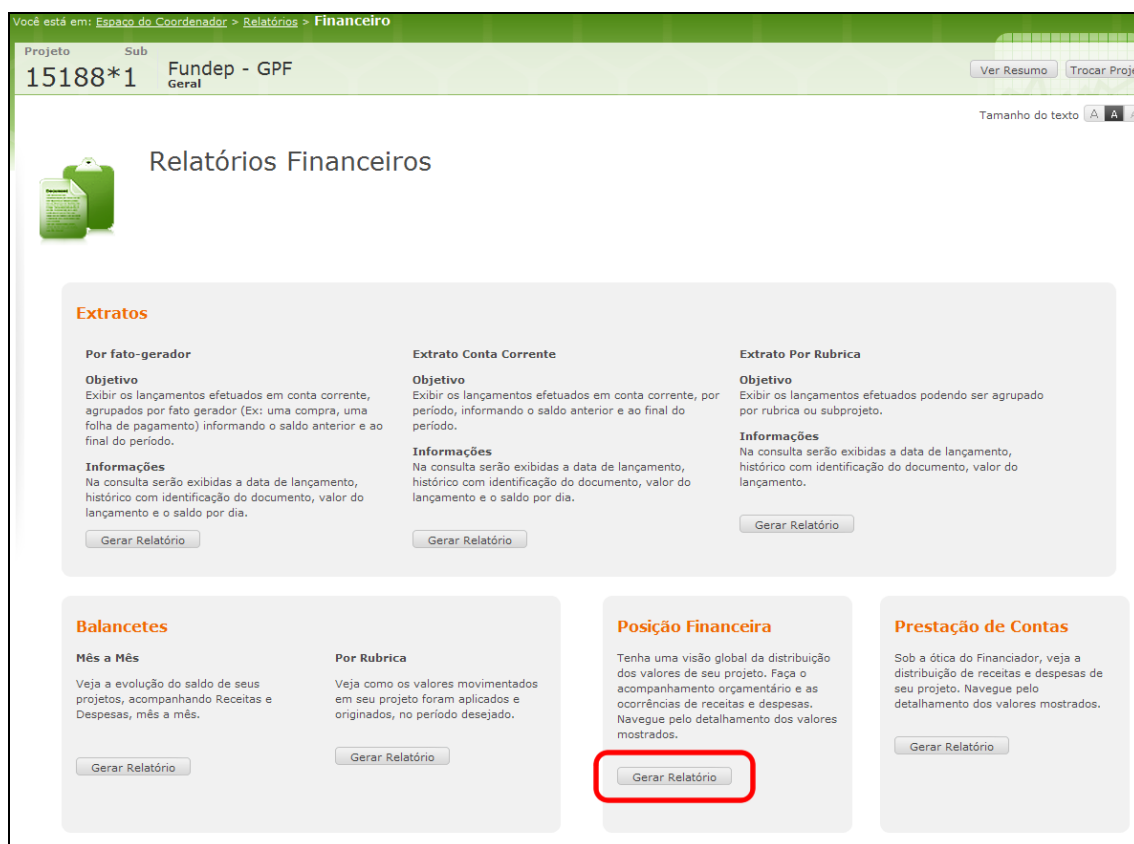 Você está em: Espaço do Coordenador > Relatórios > Financeiro
Projeto Sub
15188*1 Fundep - GPF
Geral
Ver Resumo
Tamanho do texto A A
Relatórios Financeiros
Extratos
Por fato-gerador
Objetivo
Exibir os lançamentos efetuados em conta corrente,
agrupados por fato gerador (Ex: uma compra, uma
folha de pagamento) informando o saldo anterior e ao
final do período.
Informações
Na consulta serão exibidas a data de lançamento,
histórico com identificação do documento, valor do
lançamento e o saldo por dia.
Gerar Relatório
Extrato Conta Corrente
Objetivo
Exibir os lançamentos efetuados em conta corrente, por
período, informando o saldo anterior e ao final do
período.
Informações
Na consulta serão exibidas a data de lançamento,
histórico com identificação do documento, valor do
lançamento e o saldo por dia.
Gerar Relatório
Extrato Por Rubrica
Objetivo
Exibir os lançamentos efetuados podendo ser agrupado
por rubrica ou subprojeto.
Informações
Na consulta serão exibidas a data de lançamento,
histórico com identificação do documento, valor do
lançamento.
Gerar Relatório
Balancetes
Mês a Mês
Veja a evolução do saldo de seus
projetos, acompanhando Receitas e
Despesas, mês a mês.
Gerar Relatório
Por Rubrica
Veja como os valores movimentados
em seu projeto foram aplicados e
originados, no período desejado.
Gerar Relatório
Posição Financeira
Tenha uma visão global da distribuição
dos valores de seu projeto. Faça o
acompanhamento orçamentário e as
ocorrências de receitas e despesas.
Navegue pelo detalhamento dos valores
mostrados.
Gerar Relatório
Prestação de Contas
Sob a ótica do Financiador, veja a
distribuição de receitas e despesas de
seu projeto. Navegue pelo
detalhamento dos valores mostrados.
Gerar Relatório
Trocar Proje